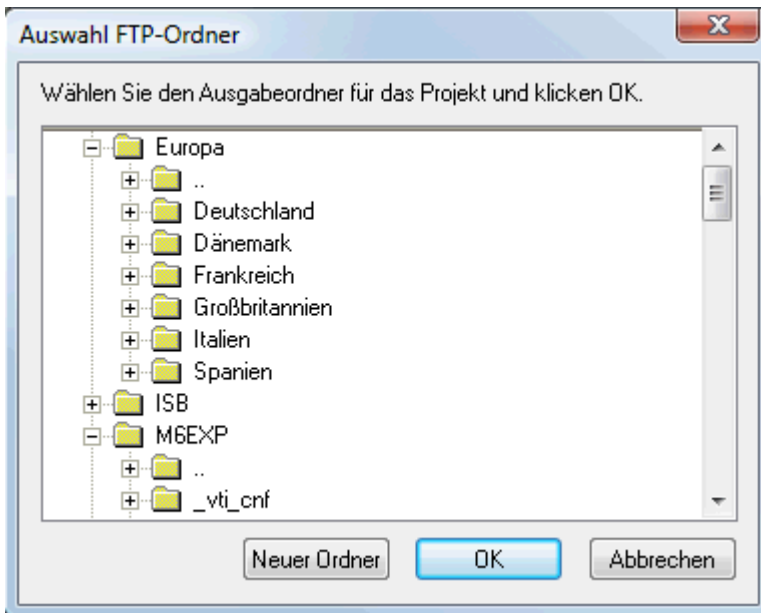 Auswahl FTP-Ordner
Wählen Sie den Ausgabeordner für das Projekt und klicken OK.
Europa
..
Deutschland
Dänemark
Frankreich
Großbritannien
Italien
Spanien
ISB
M6EXP
..
_vti_cnf
Neuer Ordner OK Abbrechen